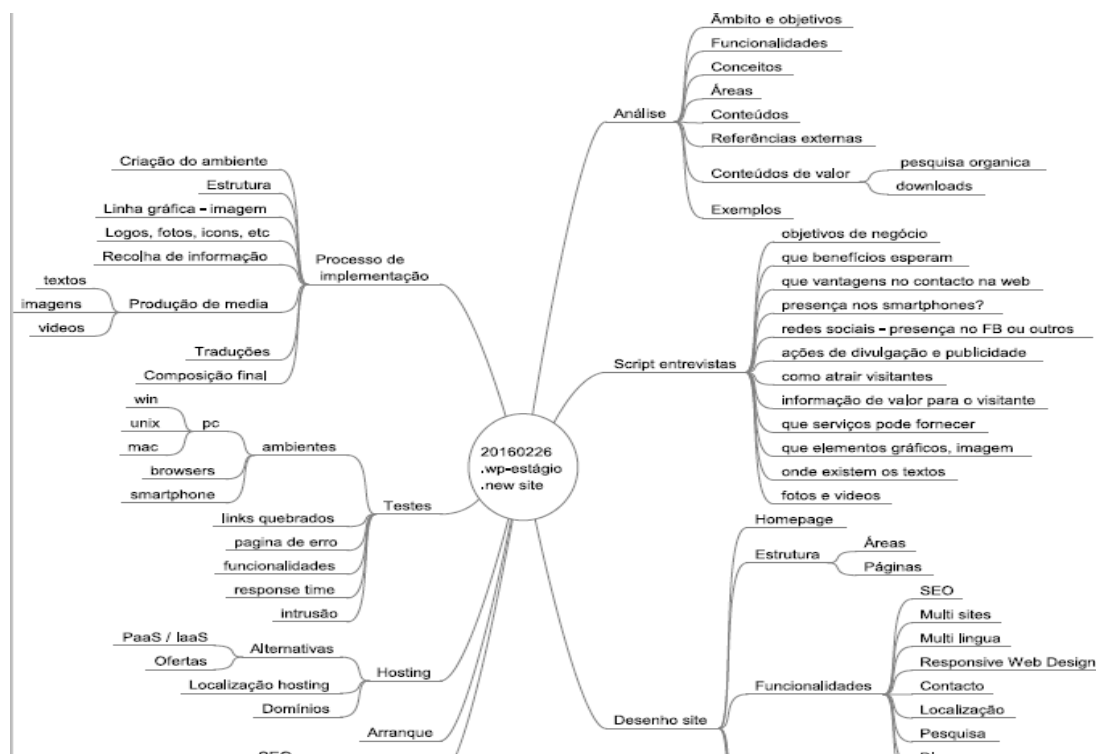 20160226
.wp-estágio
.new site
Análise
Âmbito e objetivos
Funcionalidades
Conceitos
Áreas
Conteúdos
Referências externas
Conteúdos de valor
pesquisa organica
downloads
Exemplos
Script entrevistas
objetivos de negócio
que benefícios esperam
que vantagens no contacto na web
presença nos smartphones?
redes sociais – presença no FB ou outros
ações de divulgação e publicidade
como atrair visitantes
informação de valor para o visitante
que serviços pode fornecer
que elementos gráficos, imagem
onde existem os textos
fotos e videos
Desenho site
Homepage
Estrutura
Áreas
Páginas
Funcionalidades
SEO
Multi sites
Multi lingua
Responsive Web Design
Contacto
Localização
Pesquisa
Processo de
implementação
Criação do ambiente
Estrutura
Linha gráfica – imagem
Logos, fotos, icons, etc
Recolha de informação
Produção de media
textos
imagens
videos
Traduções
Composição final
Testes
ambientes
pc
win
unix
mac
browsers
smartphone
links quebrados
pagina de erro
funcionalidades
response time
intrusão
Hosting
Alternativas
PaaS / IaaS
Ofertas
Localização hosting
Domínios
Arranque
SEO